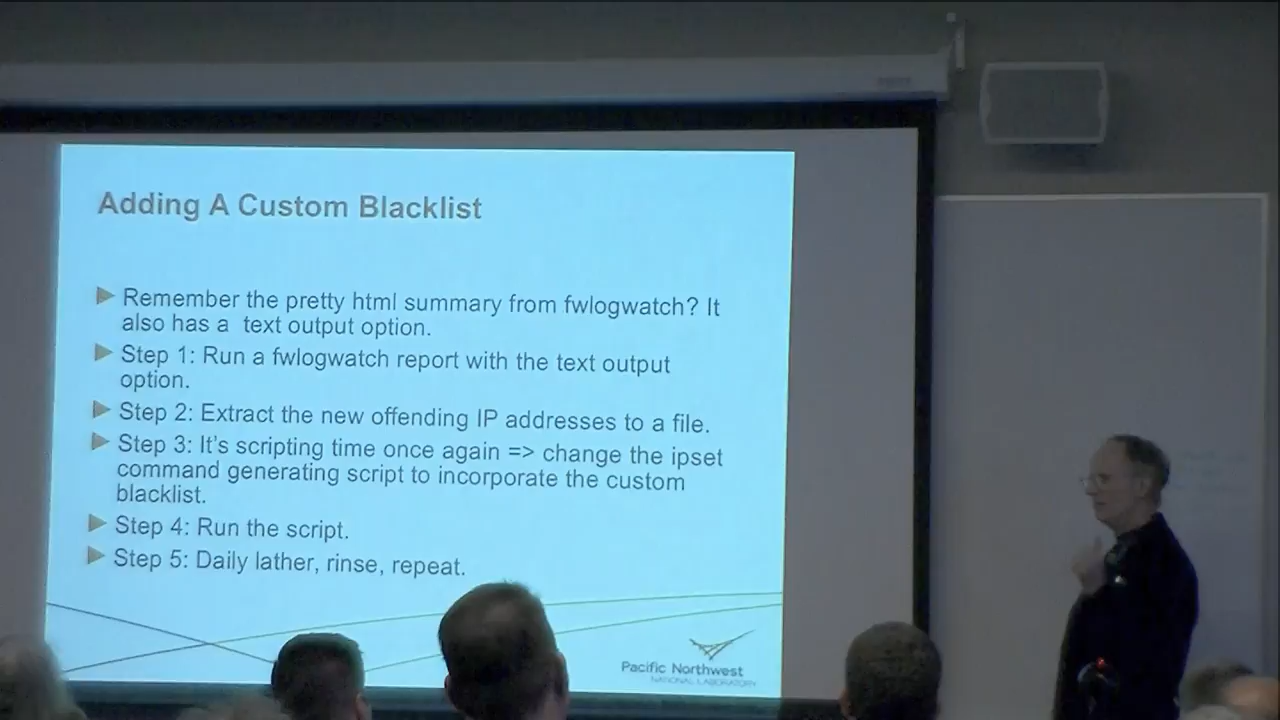 Adding A Custom Blacklist
Remember the pretty html summary from fwlogwatch? It
also has a text output option.
Step 1: Run a fwlogwatch report with the text output
option.
Step 2: Extract the new offending IP addresses to a file.
Step 3: It's scripting time once again => change the ipset
command generating script to incorporate the custom
blacklist.
Step 4: Run the script.
Step 5: Daily lather, rinse, repeat.
Pacific Northwest
NATIONAL LABORATORY